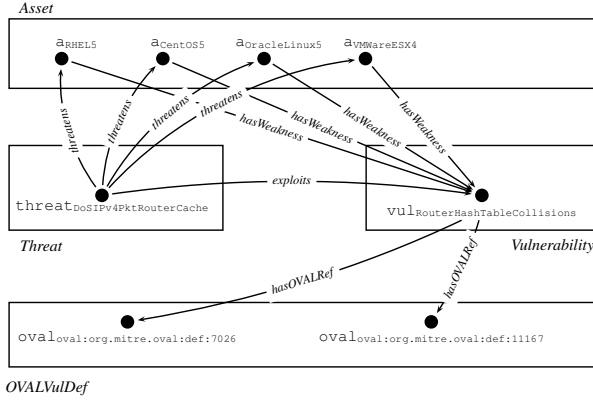 Asset
aRHEL5 aCentOS5 aOracleLinux5 aVMWareESX4
threatens threatens threatens threatens
hasWeakness hasWeakness hasWeakness hasWeakness
exploits
threatDoSIPv4PktRouterCache vulRouterHashTableCollisions
Threat Vulnerability
hasOVALRef hasOVALRef
ovaloval:org.mitre.oval:def:7026 ovaloval:org.mitre.oval:def:11167
OVALVulDef